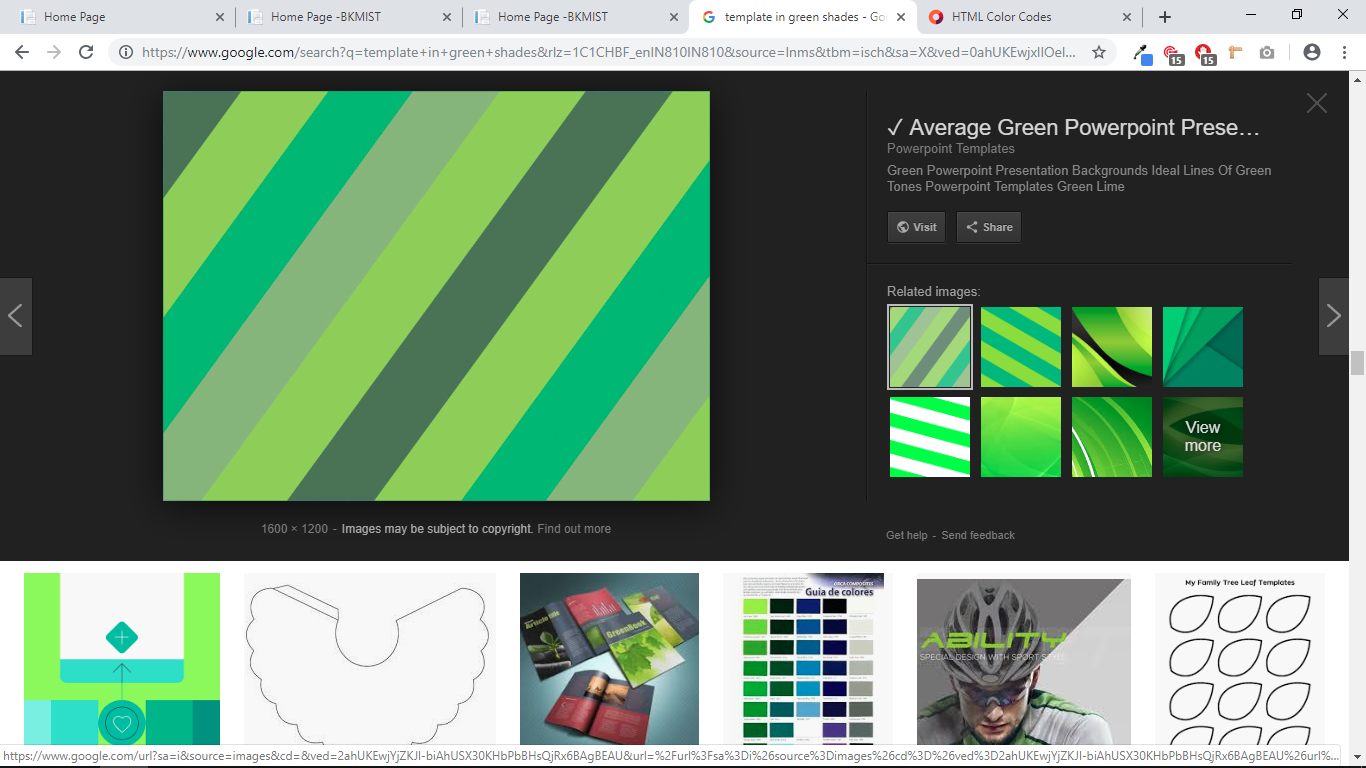 Home Page
Home Page -BKMIST
Home Page -BKMIST
template in green shades - Go
HTML Color Codes
https://www.google.com/search?q=template+in+green+shades&rlz=1C1CHBF_enIN810IN810&source=lnms&tbm=isch&sa=X&ved=0ahUKEwjxlIOel...
15
15
✓ Average Green Powerpoint Prese...
Powerpoint Templates
Green Powerpoint Presentation Backgrounds Ideal Lines Of Green
Tones Powerpoint Templates Green Lime
Visit
Share
Related images:
View
more
1600 × 1200 - Images may be subject to copyright. Find out more
Get help - Send feedback
GreenBook
ORCA COMPOSITES
Guia de colores
ABILITY
SPECIAL DESIGN WITH SPORT STYLE
My Family Tree Leaf Templates
https://www.google.com/url?sa=i&source=images&cd=&ved=2ahUKEwjYjZKJl-biAhUSX30KHbPbBHsQjRx6BAgBEAU&url=%2Furl%3Fsa%3Di%26source%3Dimages%26cd%3D%26ved%3D2ahUKEwjYjZKJl-biAhUSX30KHbPbBHsQjRx6BAgBEAU%26url%...